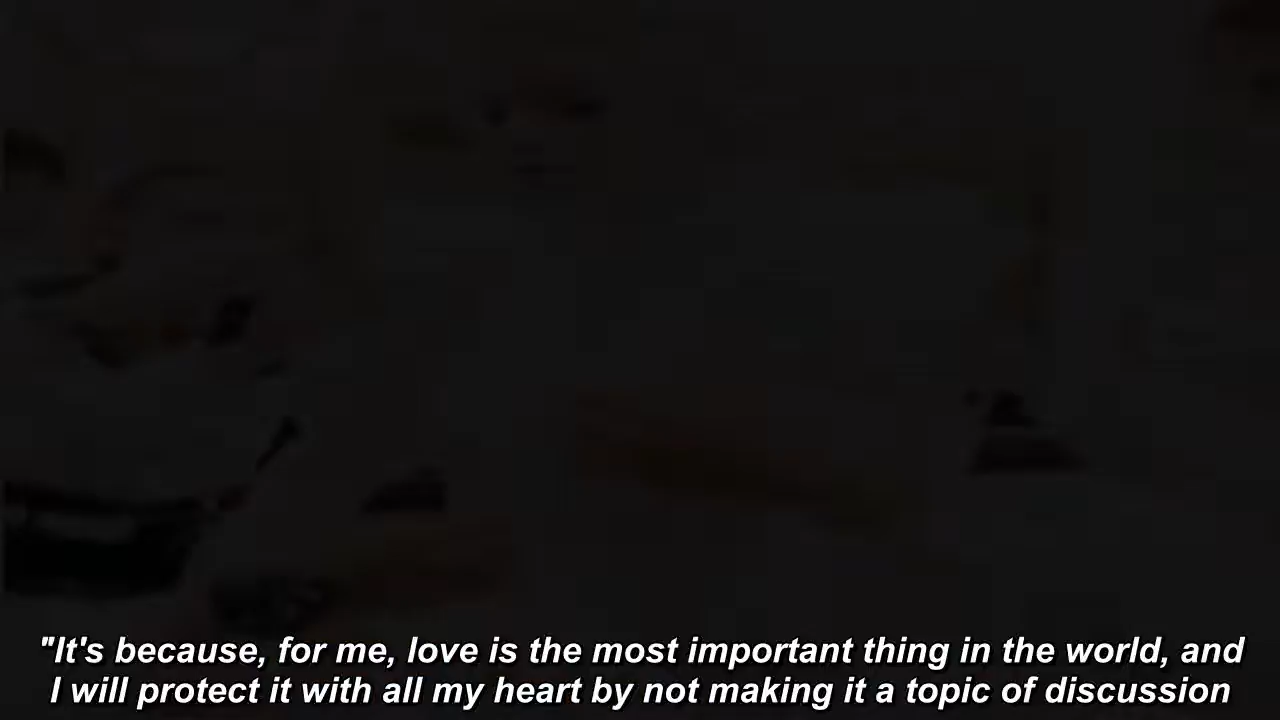 "It's because, for me, love is the most important thing in the world, and
I will protect it with all my heart by not making it a topic of discussion